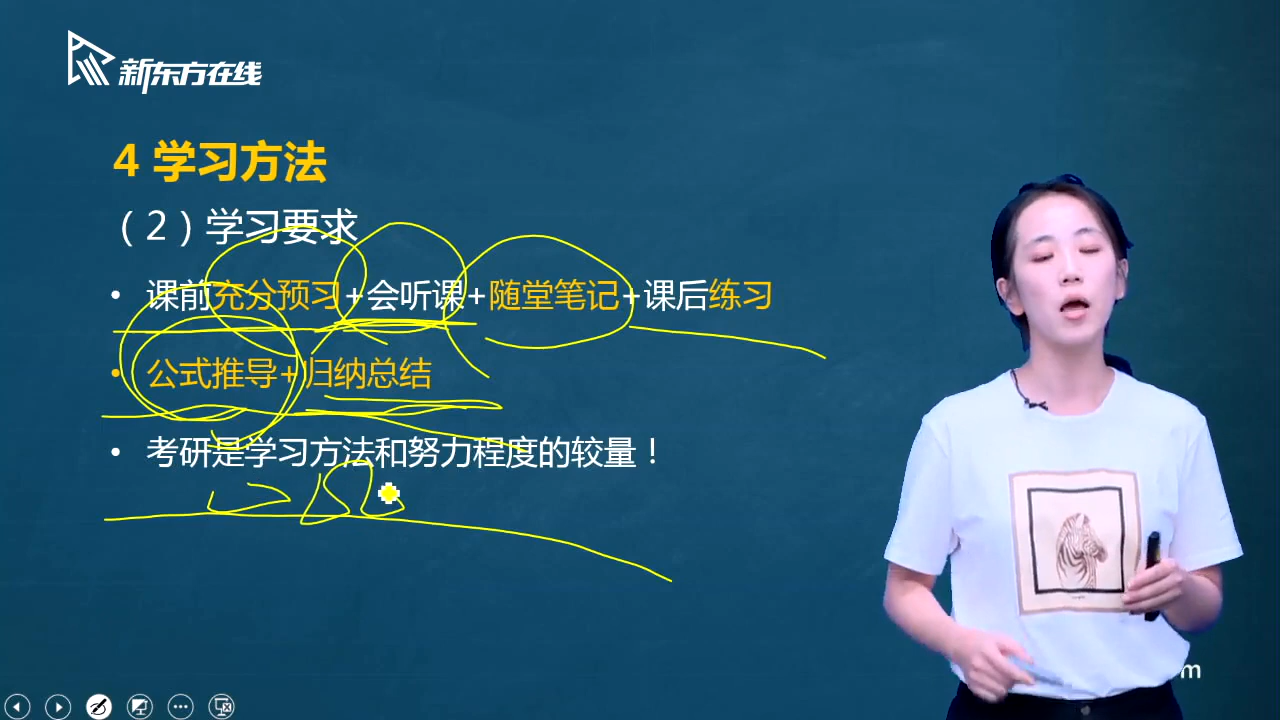 新东方在线
4 学习方法
（2）学习要求
• 课前充分预习+会听课+随堂笔记+课后练习
• 公式推导+归纳总结
• 考研是学习方法和努力程度的较量！
m